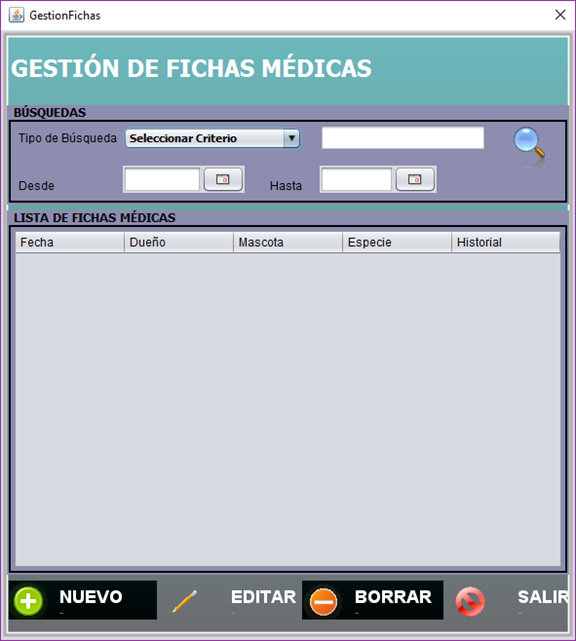 GestionFichas
GESTIÓN DE FICHAS MÉDICAS
BÚSQUEDAS
Tipo de Búsqueda Seleccionar Criterio
Desde Hasta
LISTA DE FICHAS MÉDICAS
Fecha Dueño Mascota Especie Historial
NUEVO EDITAR BORRAR SALIR